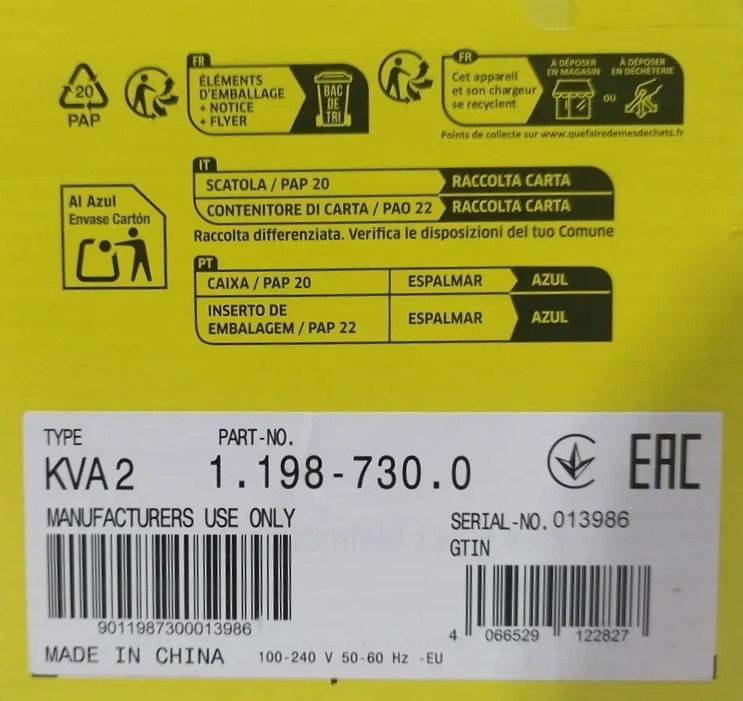 20
PAP
FR
ÉLÉMENTS
D'EMBALLAGE
+ NOTICE
+ FLYER
BAC
DE
TRI
FR
Cet appareil
et son chargeur
se recyclent
À DÉPOSER
EN MAGASIN
OU
À DÉPOSER
EN DÉCHÈTERIE
Points de collecte sur www.quefairedemesdechets.fr
Al Azul
Envase Cartón
IT
SCATOLA / PAP 20 RACCOLTA CARTA
CONTENITORE DI CARTA / PAO 22 RACCOLTA CARTA
Raccolta differenziata. Verifica le disposizioni del tuo Comune
PT
CAIXA / PAP 20 ESPALMAR AZUL
INSERTO DE
EMBALAGEM / PAP 22 ESPALMAR AZUL
TYPE PART-NO.
KVA 2 1.198-730.0 EAC
MANUFACTURERS USE ONLY
SERIAL-NO. 013986
GTIN
9011987300013986
4 066529 122827
MADE IN CHINA 100-240 V 50-60 Hz -EU